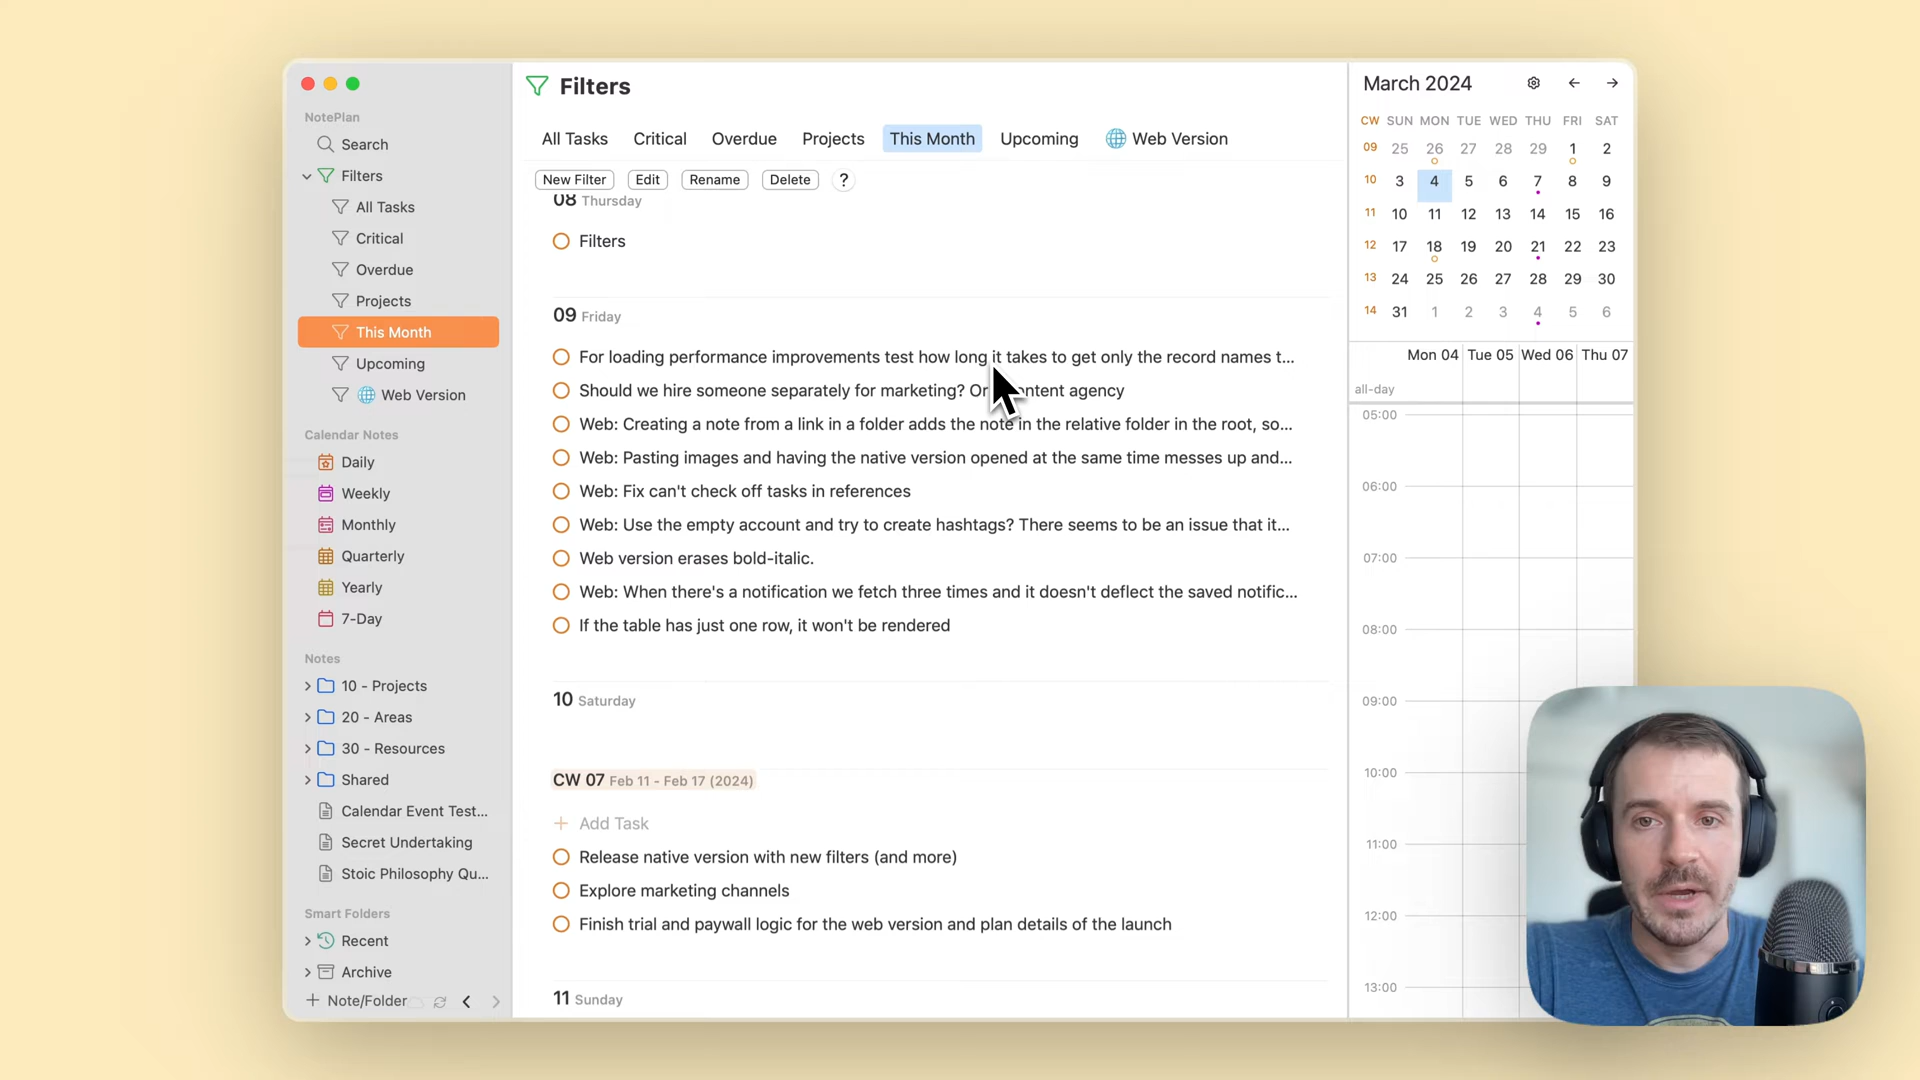 NotePlan
Search
Filters
All Tasks
Critical
Overdue
Projects
This Month
Upcoming
Web Version
Calendar Notes
Daily
Weekly
Monthly
Quarterly
Yearly
7-Day
Notes
10 - Projects
20 - Areas
30 - Resources
Shared
Calendar Event Test...
Secret Undertaking
Stoic Philosophy Qu...
Smart Folders
Recent
Archive
+ Note/Folder
Filters
All Tasks Critical Overdue Projects This Month Upcoming Web Version
New Filter Edit Rename Delete ?
08 Thursday
Filters
09 Friday
For loading performance improvements test how long it takes to get only the record names t...
Should we hire someone separately for marketing? Or content agency
Web: Creating a note from a link in a folder adds the note in the relative folder in the root, so...
Web: Pasting images and having the native version opened at the same time messes up and...
Web: Fix can't check off tasks in references
Web: Use the empty account and try to create hashtags? There seems to be an issue that it...
Web version erases bold-italic.
Web: When there's a notification we fetch three times and it doesn't deflect the saved notific...
If the table has just one row, it won't be rendered
10 Saturday
CW 07 Feb 11 - Feb 17 (2024)
+ Add Task
Release native version with new filters (and more)
Explore marketing channels
Finish trial and paywall logic for the web version and plan details of the launch
11 Sunday
March 2024
CW SUN MON TUE WED THU FRI SAT
09 25 26 27 28 29 1 2
10 3 4 5 6 7 8 9
11 10 11 12 13 14 15 16
12 17 18 19 20 21 22 23
13 24 25 26 27 28 29 30
14 31 1 2 3 4 5 6
Mon 04 Tue 05 Wed 06 Thu 07
all-day
05:00
06:00
07:00
08:00
09:00
10:00
11:00
12:00
13:00